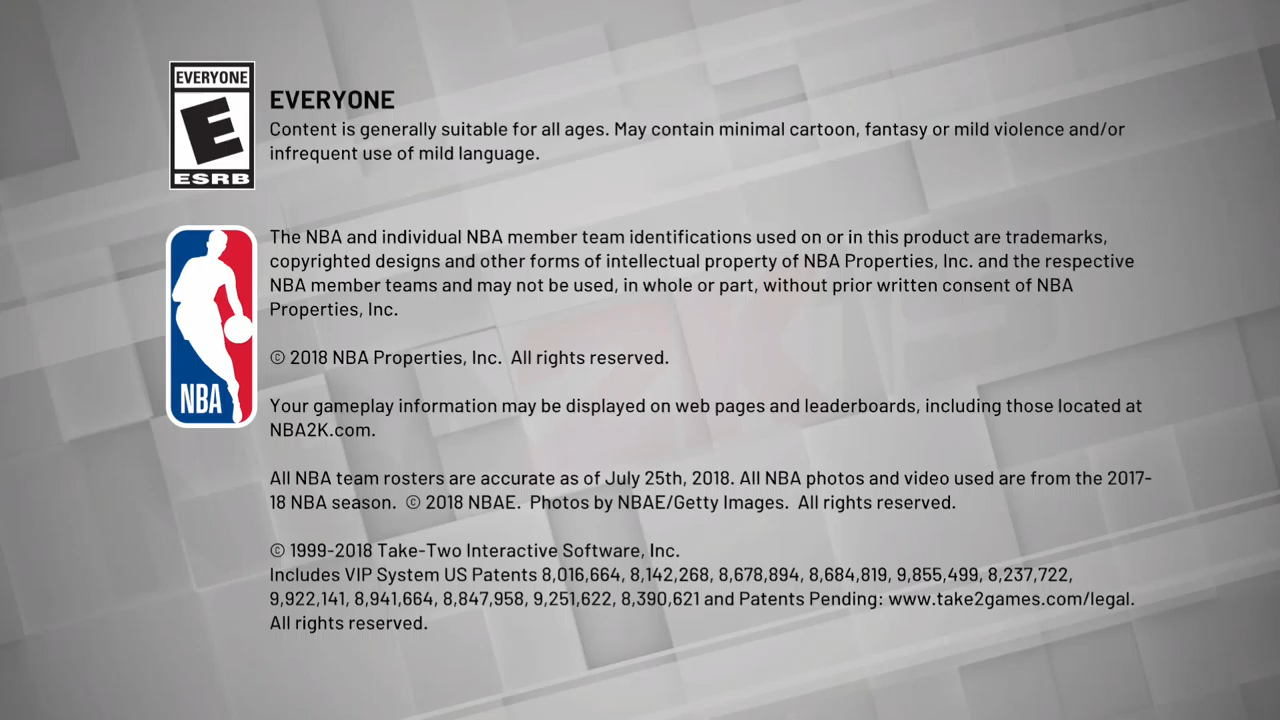 EVERYONE
E
ESRB
EVERYONE
Content is generally suitable for all ages. May contain minimal cartoon, fantasy or mild violence and/or
infrequent use of mild language.
The NBA and individual NBA member team identifications used on or in this product are trademarks,
copyrighted designs and other forms of intellectual property of NBA Properties, Inc. and the respective
NBA member teams and may not be used, in whole or part, without prior written consent of NBA
Properties, Inc.
© 2018 NBA Properties, Inc.  All rights reserved.
NBA
Your gameplay information may be displayed on web pages and leaderboards, including those located at
NBA2K.com.
All NBA team rosters are accurate as of July 25th, 2018. All NBA photos and video used are from the 2017-
18 NBA season.  © 2018 NBAE.  Photos by NBAE/Getty Images.  All rights reserved.
© 1999-2018 Take-Two Interactive Software, Inc.
Includes VIP System US Patents 8,016,664, 8,142,268, 8,678,894, 8,684,819, 9,855,499, 8,237,722,
9,922,141, 8,941,664, 8,847,958, 9,251,622, 8,390,621 and Patents Pending: www.take2games.com/legal.
All rights reserved.
2K19